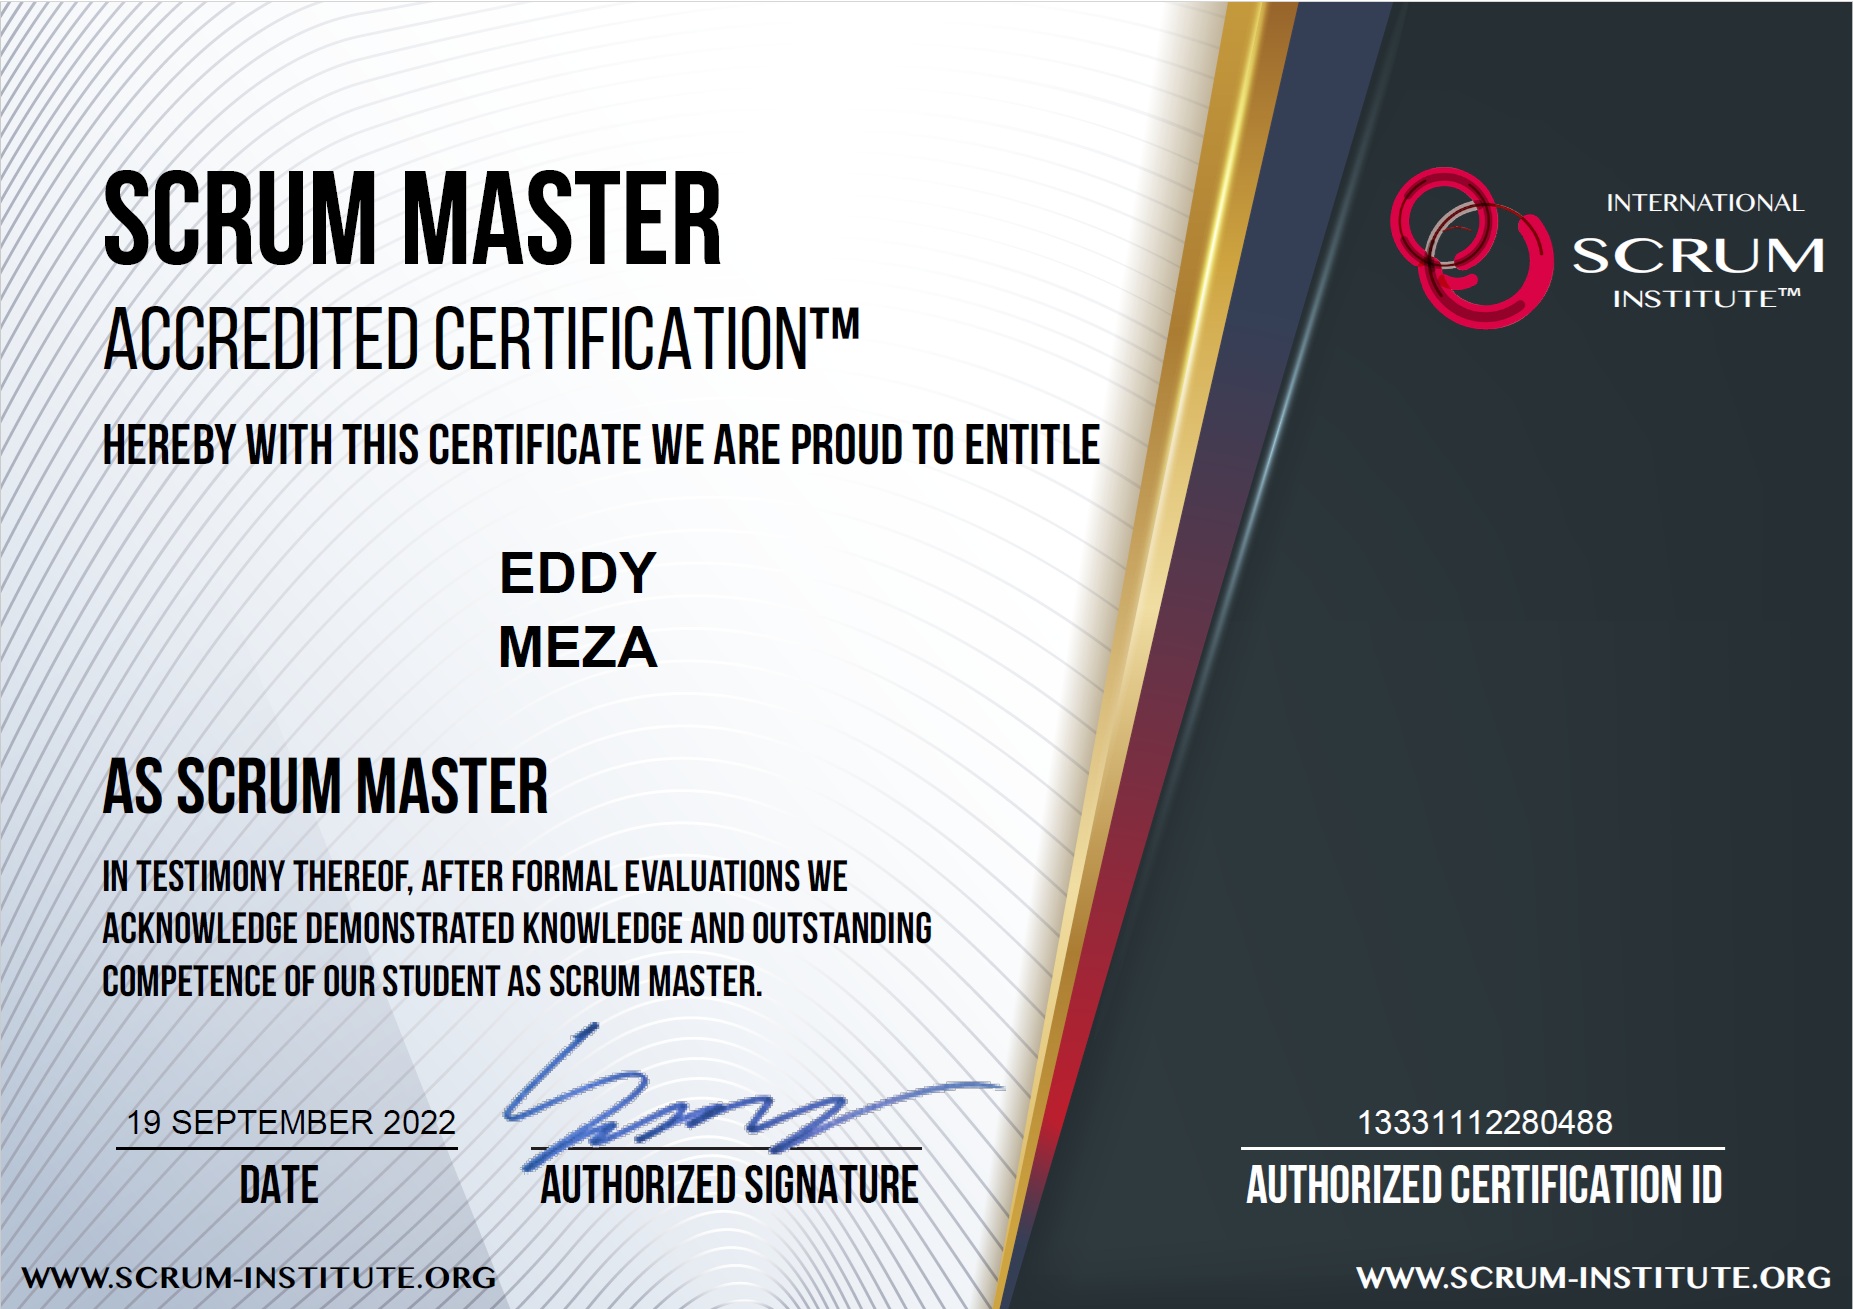 SCRUM MASTER
ACCREDITED CERTIFICATION™
HEREBY WITH THIS CERTIFICATE WE ARE PROUD TO ENTITLE
EDDY
MEZA
AS SCRUM MASTER
IN TESTIMONY THEREOF, AFTER FORMAL EVALUATIONS WE
ACKNOWLEDGE DEMONSTRATED KNOWLEDGE AND OUTSTANDING
COMPETENCE OF OUR STUDENT AS SCRUM MASTER.
19 SEPTEMBER 2022
DATE
AUTHORIZED SIGNATURE
WWW.SCRUM-INSTITUTE.ORG
INTERNATIONAL
SCRUM
INSTITUTE™
13331112280488
AUTHORIZED CERTIFICATION ID
WWW.SCRUM-INSTITUTE.ORG